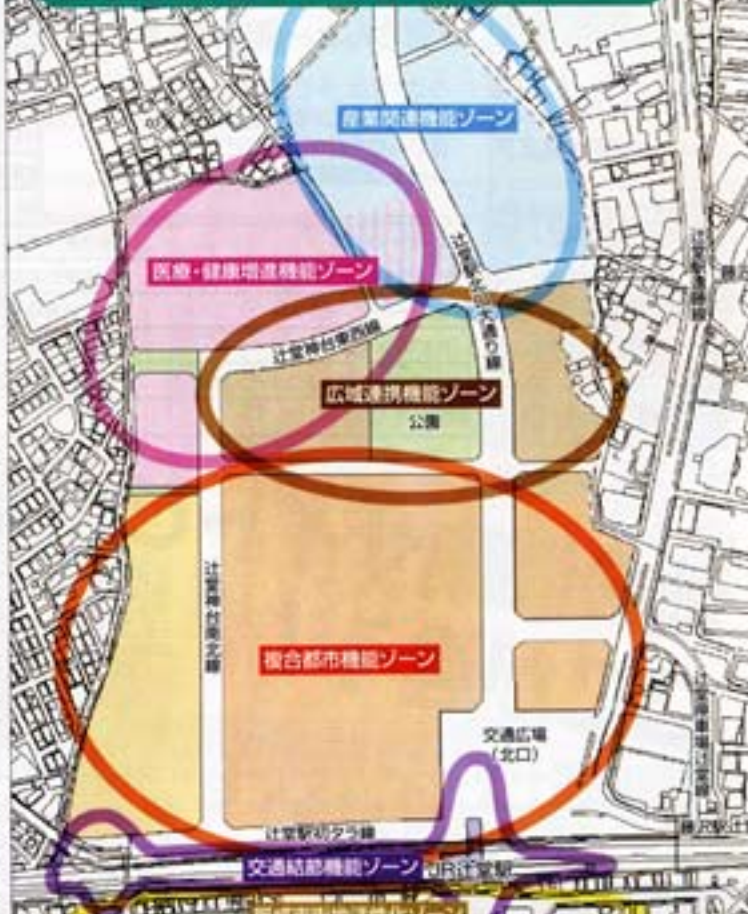 産業関連機能ゾーン
医療・健康増進機能ゾーン
辻堂神台東西線
広域連携機能ゾーン
公園
辻堂神台南北線
複合都市機能ゾーン
交通広場
(北口)
辻堂駅初タラ線
交通結節機能ゾーン
JR辻堂駅